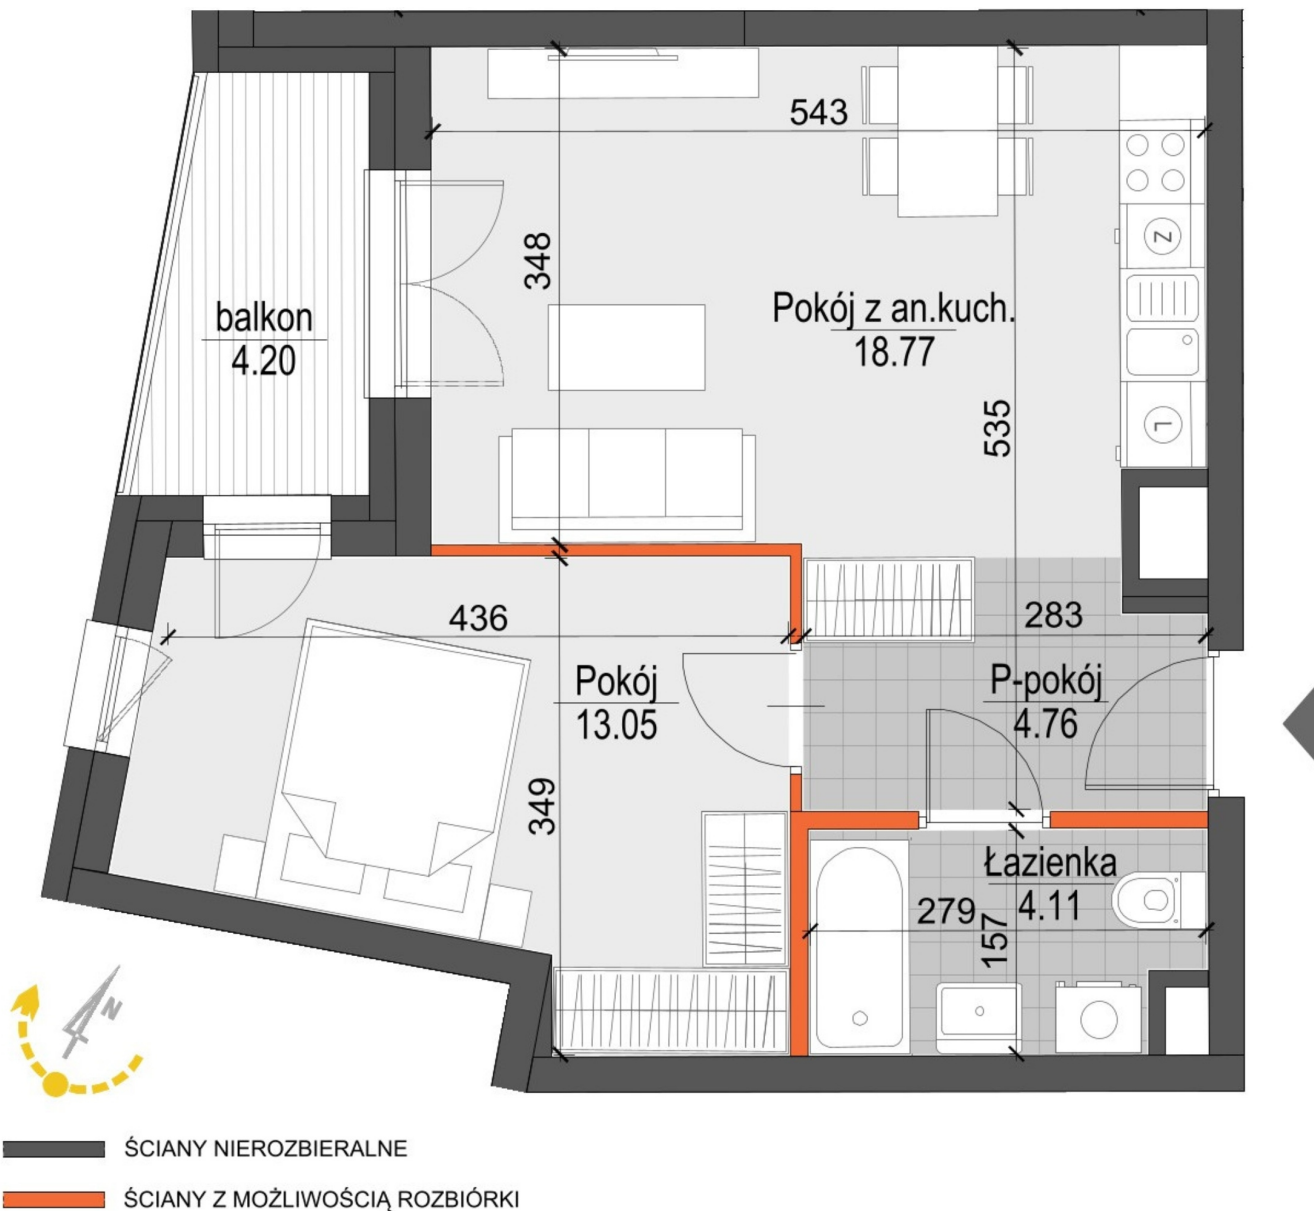 543
348
balkon
4.20
Pokój z an.kuch.
18.77
Z
L
535
436
283
Pokój
13.05
P-pokój
4.76
349
Łazienka
4.11
279
157
N
ŚCIANY NIEROZBIERALNE
ŚCIANY Z MOŻLIWOŚCIĄ ROZBIÓRKI